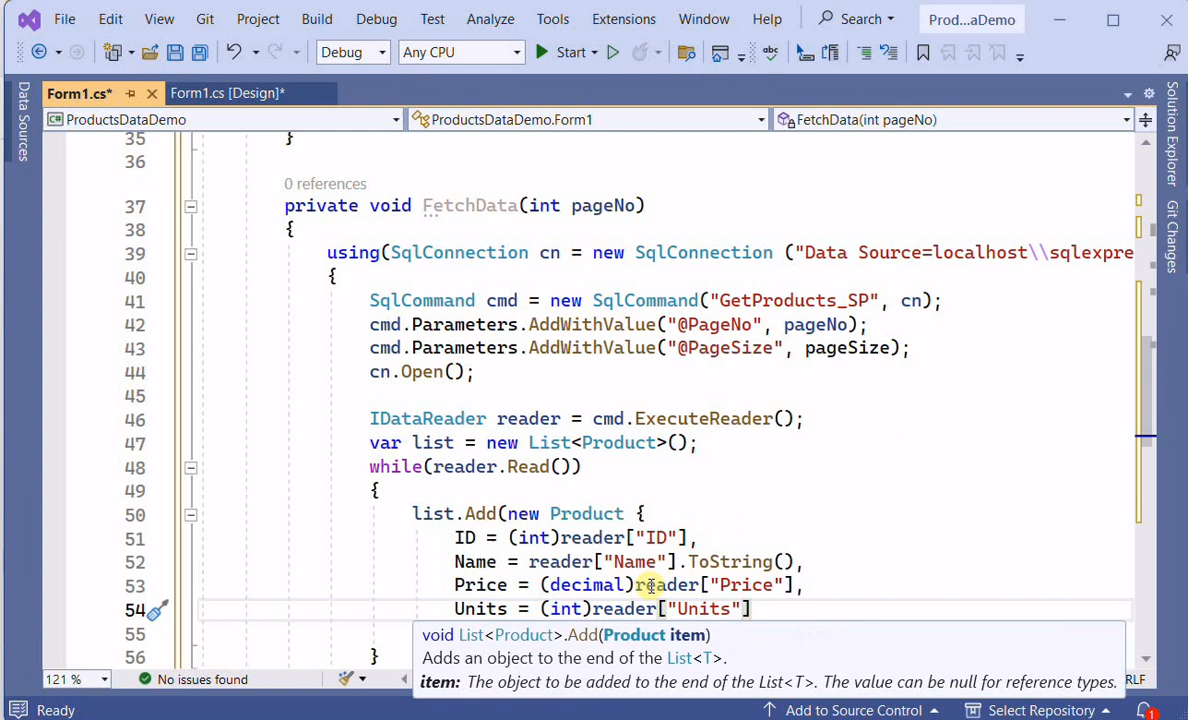 File Edit View Git Project Build Debug Test Analyze Tools Extensions Window Help Search Prod...aDemo
Debug Any CPU Start abc
Data Sources
Form1.cs* Form1.cs [Design]*
C# ProductsDataDemo ProductsDataDemo.Form1 FetchData(int pageNo)
35 }
36
0 references
37 private void FetchData(int pageNo)
38 {
39 using(SqlConnection cn = new SqlConnection ("Data Source=localhost\\sqlexpre
40 {
41 SqlCommand cmd = new SqlCommand("GetProducts_SP", cn);
42 cmd.Parameters.AddWithValue("@PageNo", pageNo);
43 cmd.Parameters.AddWithValue("@PageSize", pageSize);
44 cn.Open();
45
46 IDataReader reader = cmd.ExecuteReader();
47 var list = new List<Product>();
48 while(reader.Read())
49 {
50 list.Add(new Product {
51 ID = (int)reader["ID"],
52 Name = reader["Name"].ToString(),
53 Price = (decimal)reader["Price"],
54 Units = (int)reader["Units"]
55
56 }
void List<Product>.Add(Product item)
Adds an object to the end of the List<T>.
item: The object to be added to the end of the List<T>. The value can be null for reference types.
Solution Explorer
Git Changes
121 % No issues found RLF
Ready Add to Source Control Select Repository 1